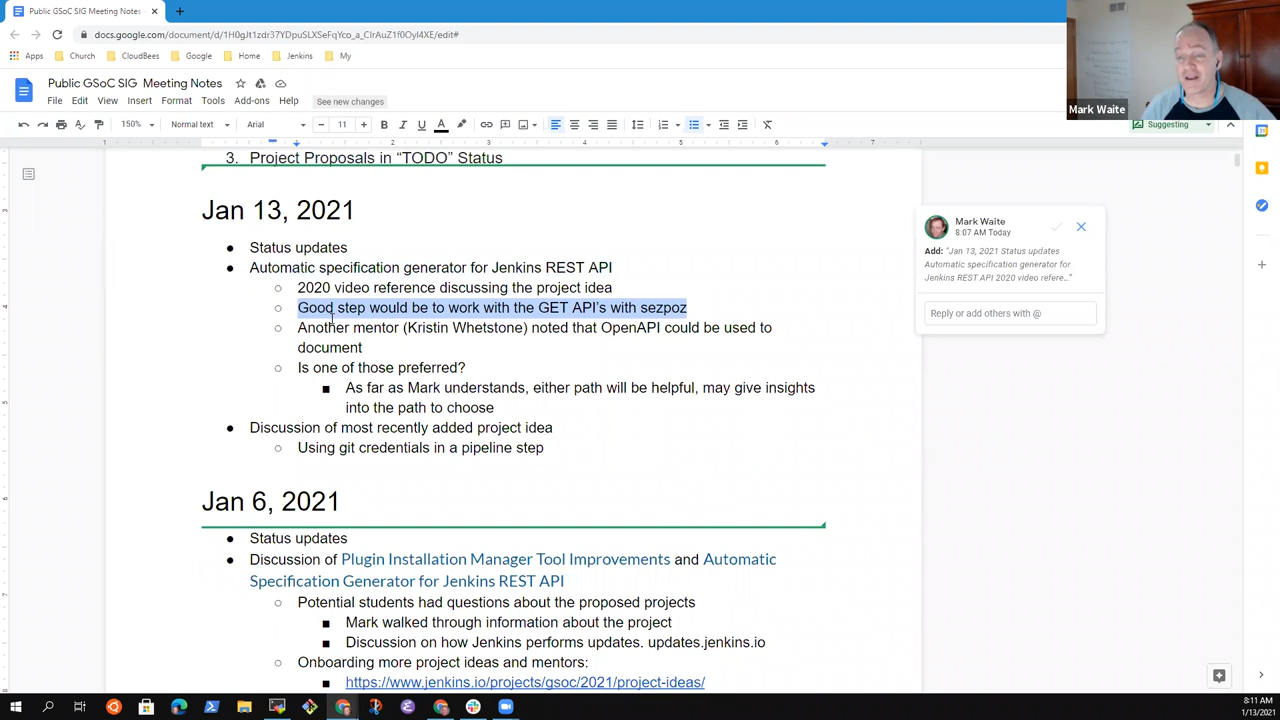 Public GSoC SIG Meeting Notes
docs.google.com/document/d/1H0gJt1zdr37YDpuSLXSeFqYco_a_ClrAuZ1f0OyI4XE/edit#
Apps Church CloudBees Google Home Jenkins My
Public GSoC SIG Meeting Notes
File Edit View Insert Format Tools Add-ons Help See new changes
150% Normal text Arial 11 Suggesting
Mark Waite
1 1 2 3 4 5 6 7
3. Project Proposals in “TODO” Status
Jan 13, 2021
● Status updates
● Automatic specification generator for Jenkins REST API
○ 2020 video reference discussing the project idea
○ Good step would be to work with the GET API’s with sezpoz
○ Another mentor (Kristin Whetstone) noted that OpenAPI could be used to
document
○ Is one of those preferred?
■ As far as Mark understands, either path will be helpful, may give insights
into the path to choose
● Discussion of most recently added project idea
○ Using git credentials in a pipeline step
Jan 6, 2021
● Status updates
● Discussion of Plugin Installation Manager Tool Improvements and Automatic
Specification Generator for Jenkins REST API
○ Potential students had questions about the proposed projects
■ Mark walked through information about the project
■ Discussion on how Jenkins performs updates. updates.jenkins.io
○ Onboarding more project ideas and mentors:
■ https://www.jenkins.io/projects/gsoc/2021/project-ideas/
Mark Waite
8:07 AM Today
Add: “Jan 13, 2021 Status updates
Automatic specification generator for
Jenkins REST API 2020 video refere...”
Reply or add others with @
8:11 AM
1/13/2021